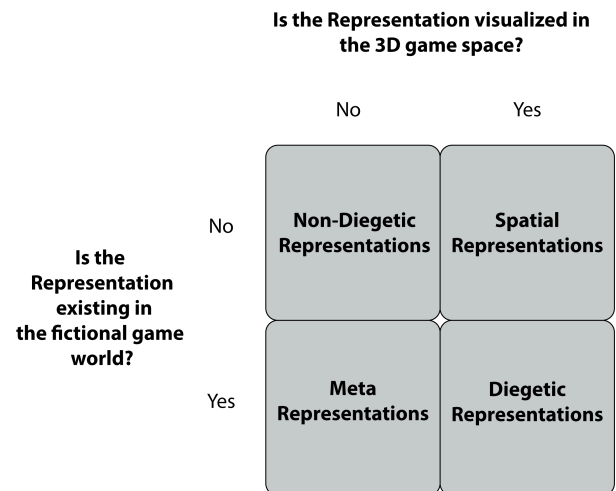 Is the Representation visualized in
the 3D game space?
No
Yes
No
Non-Diegetic
Representations
Spatial
Representations
Is the
Representation
existing in
the fictional game
world?
Yes
Meta
Representations
Diegetic
Representations